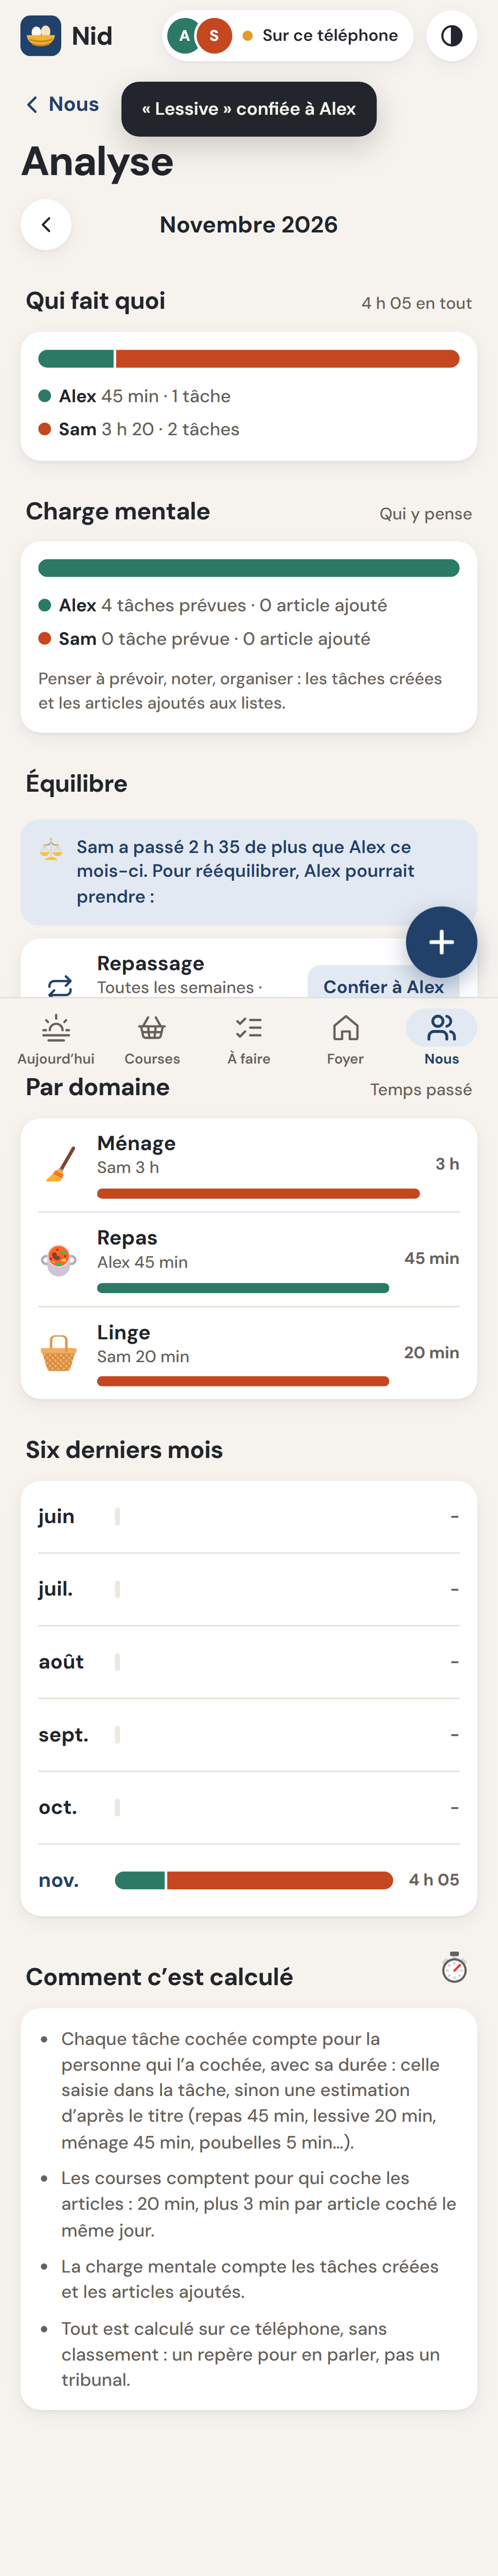 Nid
A
S
Sur ce téléphone
Nous
« Lessive » confiée à Alex
Analyse
Novembre 2026
Qui fait quoi
4 h 05 en tout
Alex 45 min · 1 tâche
Sam 3 h 20 · 2 tâches
Charge mentale
Qui y pense
Alex 4 tâches prévues · 0 article ajouté
Sam 0 tâche prévue · 0 article ajouté
Penser à prévoir, noter, organiser : les tâches créées
et les articles ajoutés aux listes.
Équilibre
Sam a passé 2 h 35 de plus que Alex ce
mois-ci. Pour rééquilibrer, Alex pourrait
prendre :
Repassage
Toutes les semaines ·
Confier à Alex
Aujourd’hui
Courses
À faire
Foyer
Nous
Par domaine
Temps passé
Ménage
Sam 3 h
3 h
Repas
Alex 45 min
45 min
Linge
Sam 20 min
20 min
Six derniers mois
juin
–
juil.
–
août
–
sept.
–
oct.
–
nov.
4 h 05
Comment c’est calculé
• Chaque tâche cochée compte pour la
personne qui l’a cochée, avec sa durée : celle
saisie dans la tâche, sinon une estimation
d’après le titre (repas 45 min, lessive 20 min,
ménage 45 min, poubelles 5 min…).
• Les courses comptent pour qui coche les
articles : 20 min, plus 3 min par article coché le
même jour.
• La charge mentale compte les tâches créées
et les articles ajoutés.
• Tout est calculé sur ce téléphone, sans
classement : un repère pour en parler, pas un
tribunal.